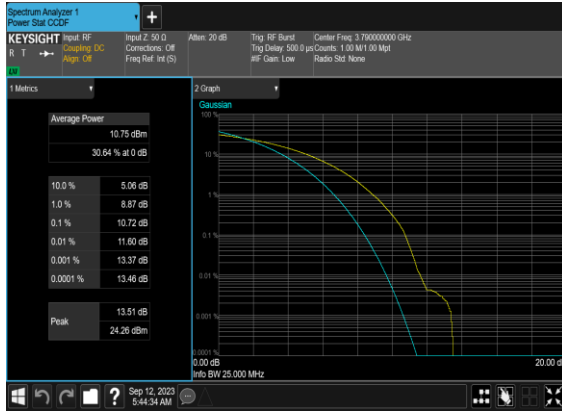 Spectrum Analyzer 1
Power Stat CCDF
+
KEYSIGHT Input: RF Input Z: 50 Ω Atten: 20 dB Trig: RF Burst Center Freq: 3.790000000 GHz
R T Coupling: DC Corrections: Off Trig Delay: 500.0 µs Counts: 1.00 M/1.00 Mpt
Align: Off Freq Ref: Int (S) #IF Gain: Low Radio Std: None
LU
1 Metrics
2 Graph
Average Power
10.75 dBm
30.64 % at 0 dB
10.0 % 5.06 dB
1.0 % 8.87 dB
0.1 % 10.72 dB
0.01 % 11.60 dB
0.001 % 13.37 dB
0.0001 % 13.46 dB
Peak
13.51 dB
24.26 dBm
Gaussian
100 %
10 %
1 %
0.1 %
0.01 %
0.001 %
0.0001 %
0.00 dB 20.00 d
Info BW 25.000 MHz
?
Sep 12, 2023
5:44:34 AM